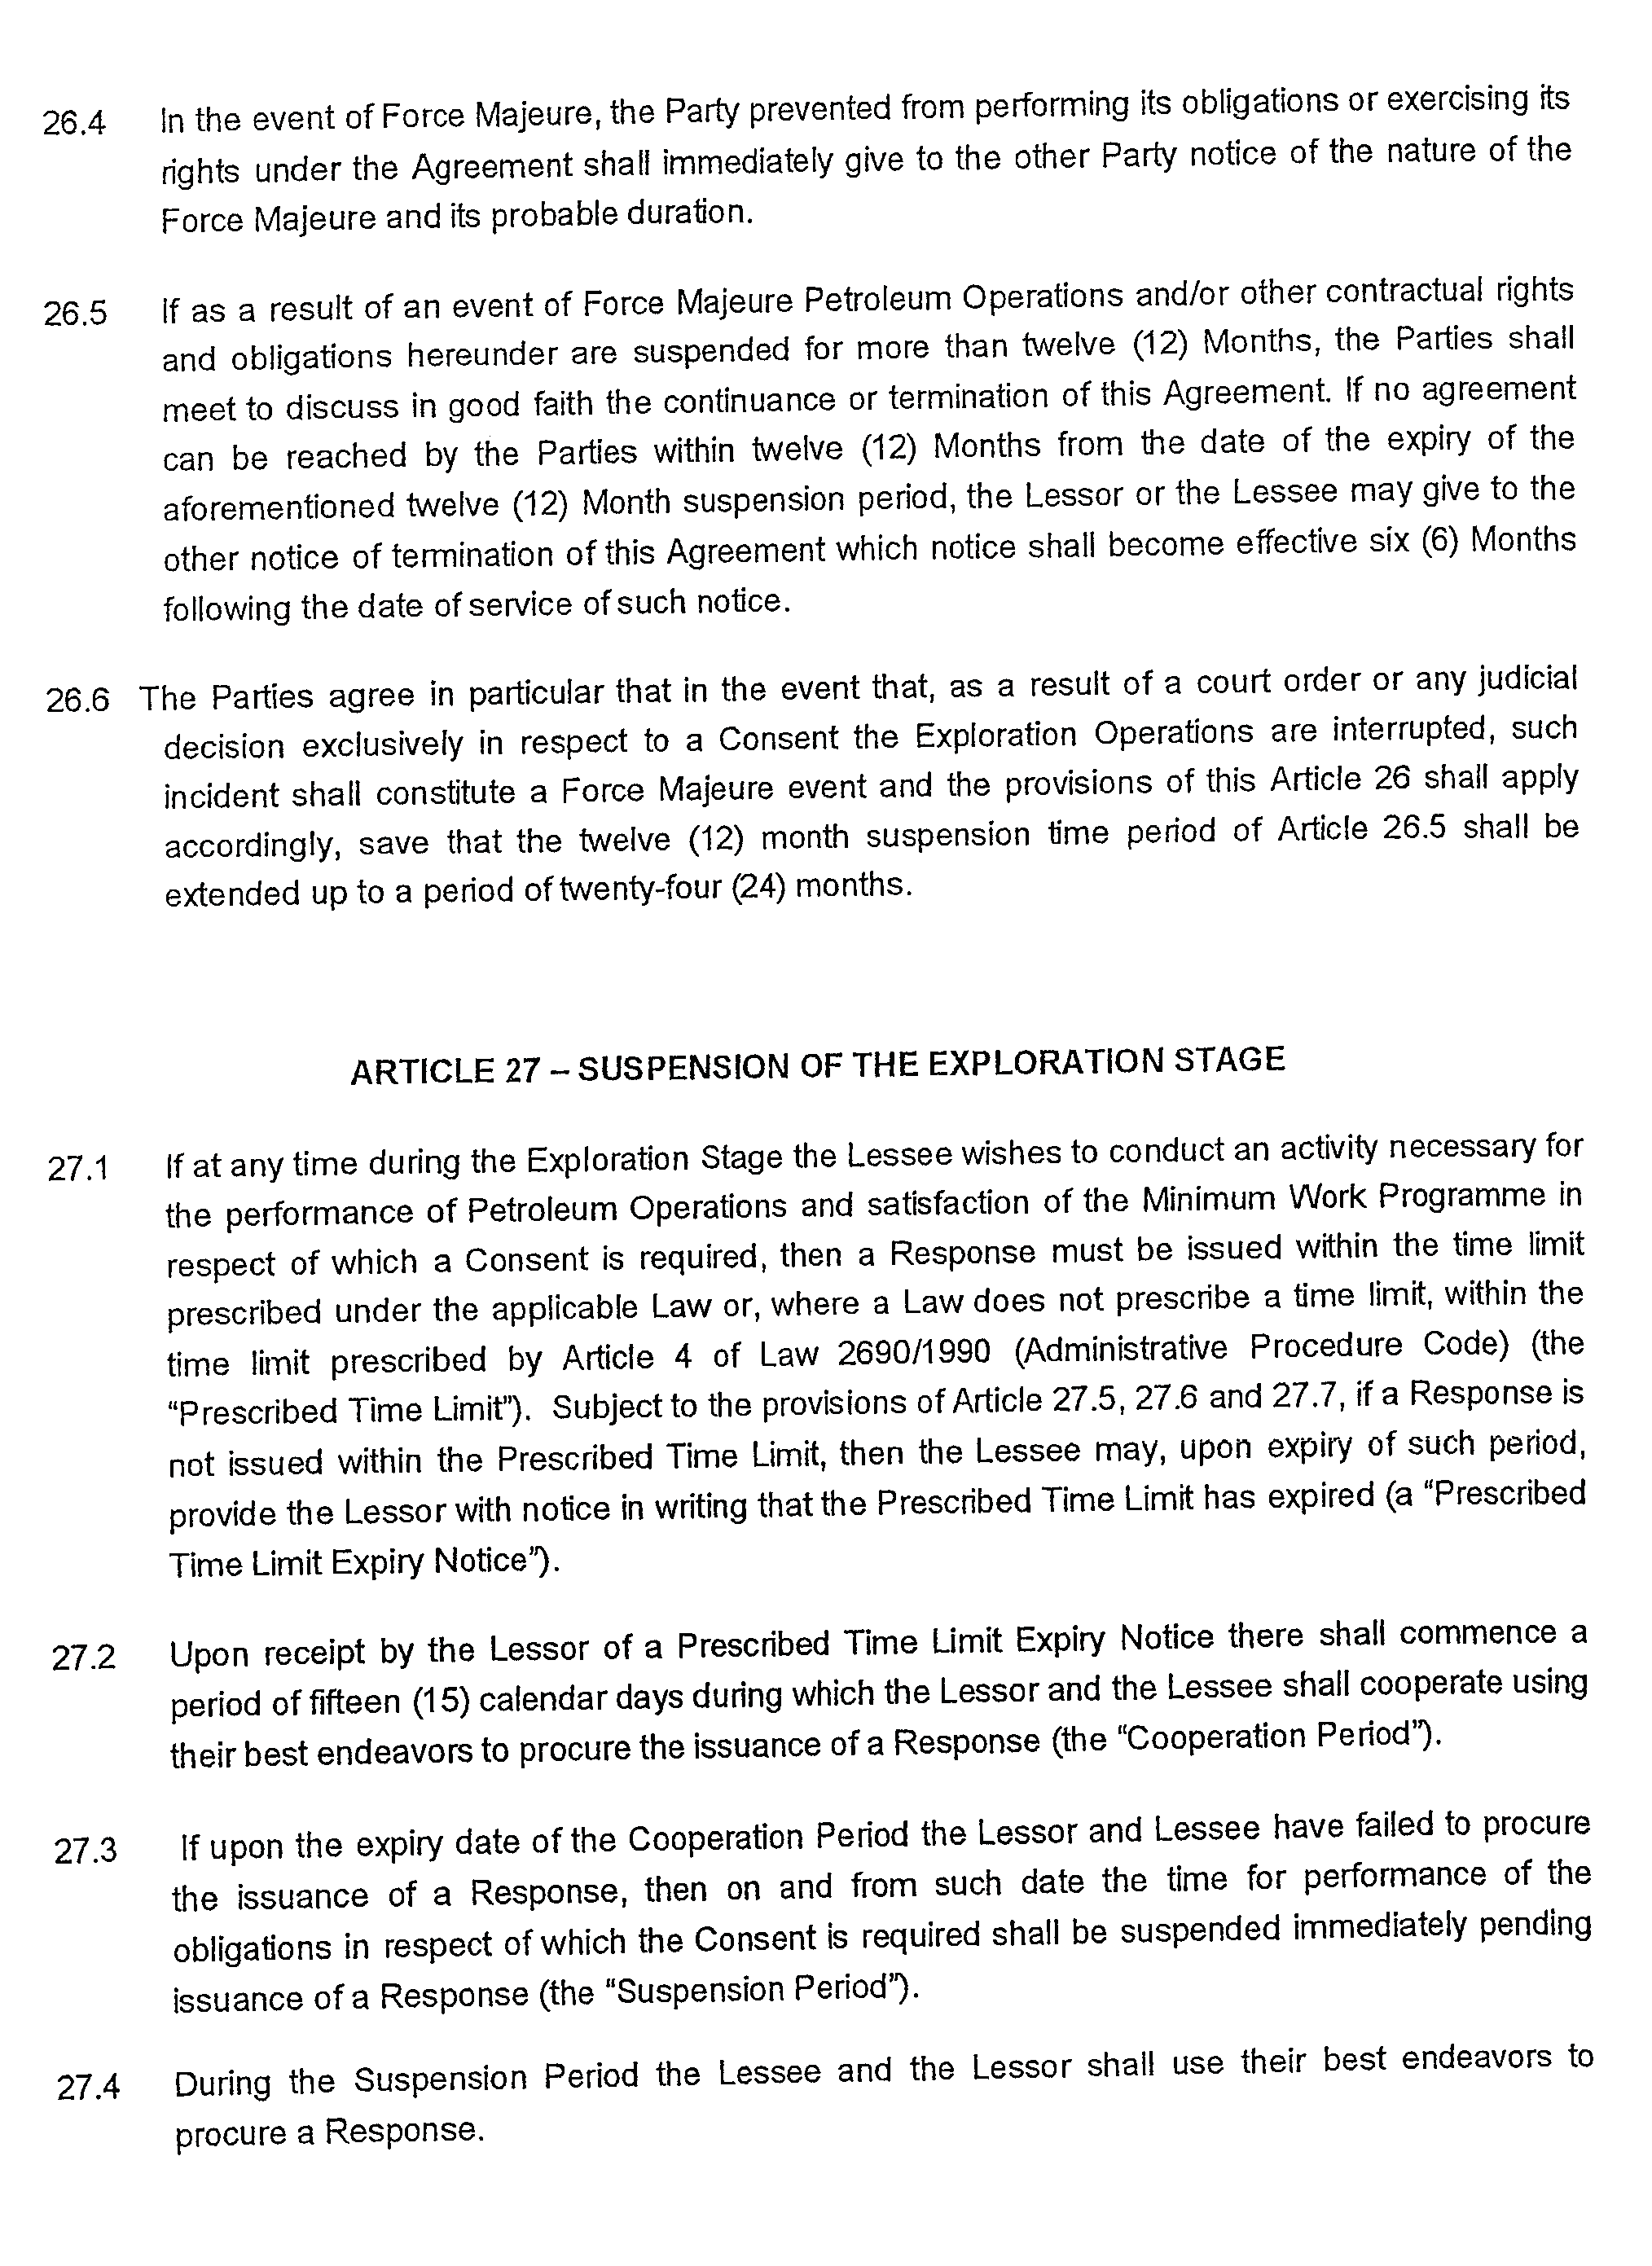 26.4 In the event of Force Majeure, the Party prevented from performing its obligations or exercising its
rights under the Agreement shall immediately give to the other Party notice of the nature of the
Force Majeure and its probable duration.
26.5 If as a result of an event of Force Majeure Petroleum Operations and/or other contractual rights
and obligations hereunder are suspended for more than twelve (12) Months, the Parties shall
meet to discuss in good faith the continuance or termination of this Agreement. If no agreement
can be reached by the Parties within twelve (12) Months from the date of the expiry of the
aforementioned twelve (12) Month suspension period, the Lessor or the Lessee may give to the
other notice of termination of this Agreement which notice shall become effective six (6) Months
following the date of service of such notice.
26.6 The Parties agree in particular that in the event that, as a result of a court order or any judicial
decision exclusively in respect to a Consent the Exploration Operations are interrupted, such
incident shall constitute a Force Majeure event and the provisions of this Article 26 shall apply
accordingly, save that the twelve (12) month suspension time period of Article 26.5 shall be
extended up to a period of twenty-four (24) months.
ARTICLE 27 – SUSPENSION OF THE EXPLORATION STAGE
27.1 If at any time during the Exploration Stage the Lessee wishes to conduct an activity necessary for
the performance of Petroleum Operations and satisfaction of the Minimum Work Programme in
respect of which a Consent is required, then a Response must be issued within the time limit
prescribed under the applicable Law or, where a Law does not prescribe a time limit, within the
time limit prescribed by Article 4 of Law 2690/1990 (Administrative Procedure Code) (the
“Prescribed Time Limit”). Subject to the provisions of Article 27.5, 27.6 and 27.7, if a Response is
not issued within the Prescribed Time Limit, then the Lessee may, upon expiry of such period,
provide the Lessor with notice in writing that the Prescribed Time Limit has expired (a “Prescribed
Time Limit Expiry Notice”).
27.2 Upon receipt by the Lessor of a Prescribed Time Limit Expiry Notice there shall commence a
period of fifteen (15) calendar days during which the Lessor and the Lessee shall cooperate using
their best endeavors to procure the issuance of a Response (the “Cooperation Period”).
27.3 If upon the expiry date of the Cooperation Period the Lessor and Lessee have failed to procure
the issuance of a Response, then on and from such date the time for performance of the
obligations in respect of which the Consent is required shall be suspended immediately pending
issuance of a Response (the “Suspension Period”).
27.4 During the Suspension Period the Lessee and the Lessor shall use their best endeavors to
procure a Response.